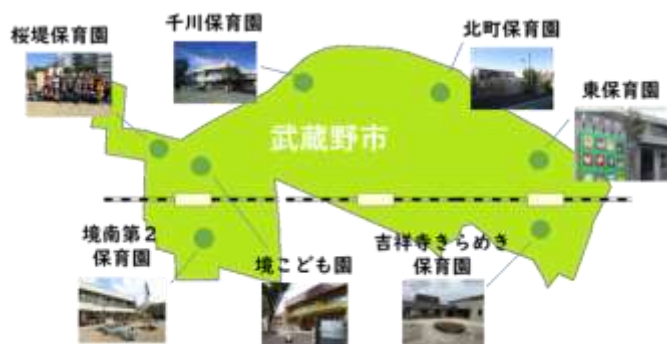 桜堤保育園
千川保育園
北町保育園
東保育園
武蔵野市
境南第２
保育園
境こども園
吉祥寺きらめき
保育園